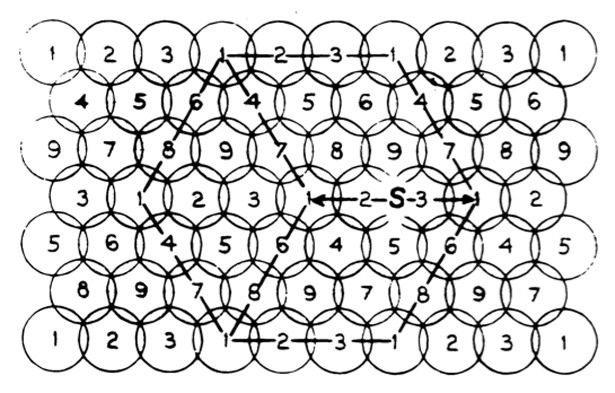 1 2 3 1 2 3 1 2 3 1
4 5 6 4 5 6 4 5 6
9 7 8 9 7 8 9 7 8 9
3 1 2 3 1 2 S 3 1 2
5 6 4 5 6 4 5 6 4 5
8 9 7 8 9 7 8 9 7
1 2 3 1 2 3 1 2 3 1